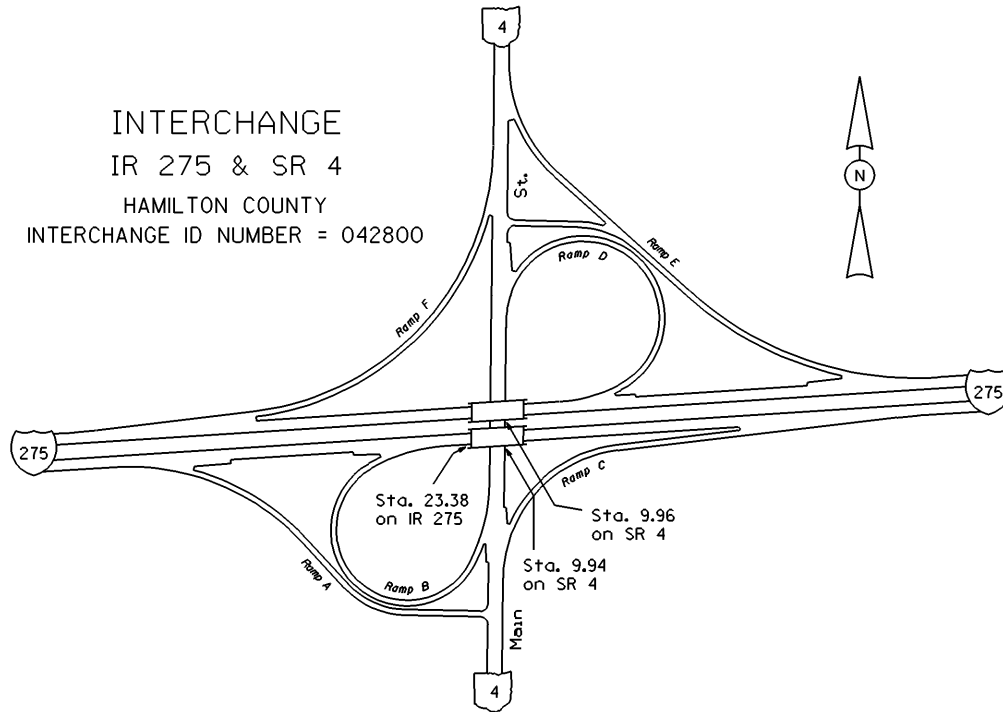 4
INTERCHANGE
IR 275 & SR 4
HAMILTON COUNTY
INTERCHANGE ID NUMBER = 042800
N
St.
Ramp E
Ramp D
Ramp F
275
275
Ramp C
Sta. 23.38
on IR 275
Sta. 9.96
on SR 4
Sta. 9.94
on SR 4
Ramp A
Ramp B
Main
4